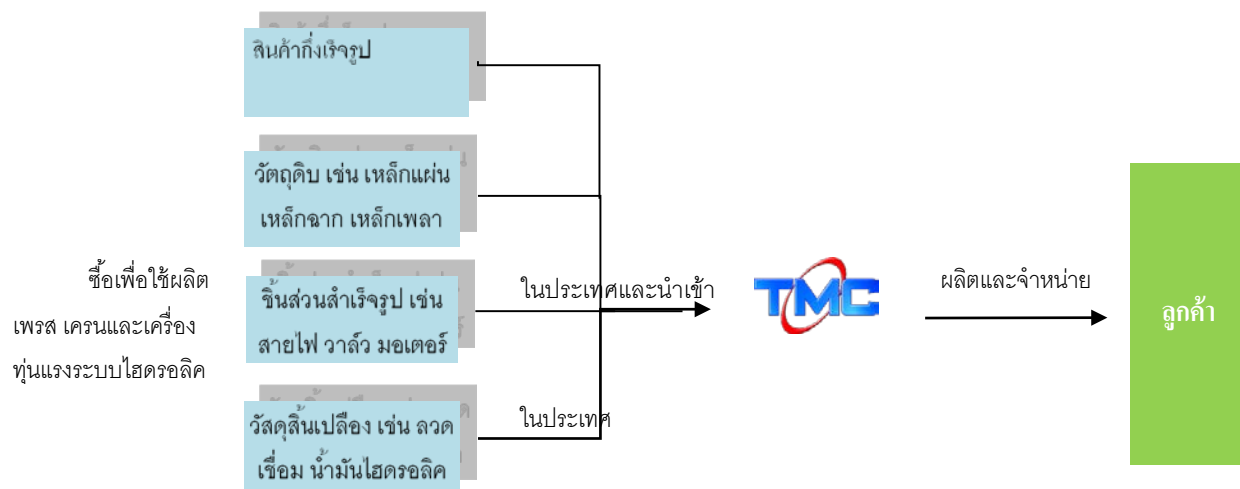 สินค้ากึ่งเร็จรูป
วัตถุดิบ เช่น เหล็กแผ่น
เหล็กฉาก เหล็กเพลา
ซื้อเพื่อใช้ผลิต
เพรส เครนและเครื่อง
ทุ่นแรงระบบไฮดรอลิค
ชิ้นส่วนสำเร็จรูป เช่น
สายไฟ วาล์ว มอเตอร์
ในประเทศและนำเข้า
วัสดุสิ้นเปลือง เช่น ลวด
เชื่อม น้ำมันไฮดรอลิค
ในประเทศ
TMC
ผลิตและจำหน่าย
ลูกค้า